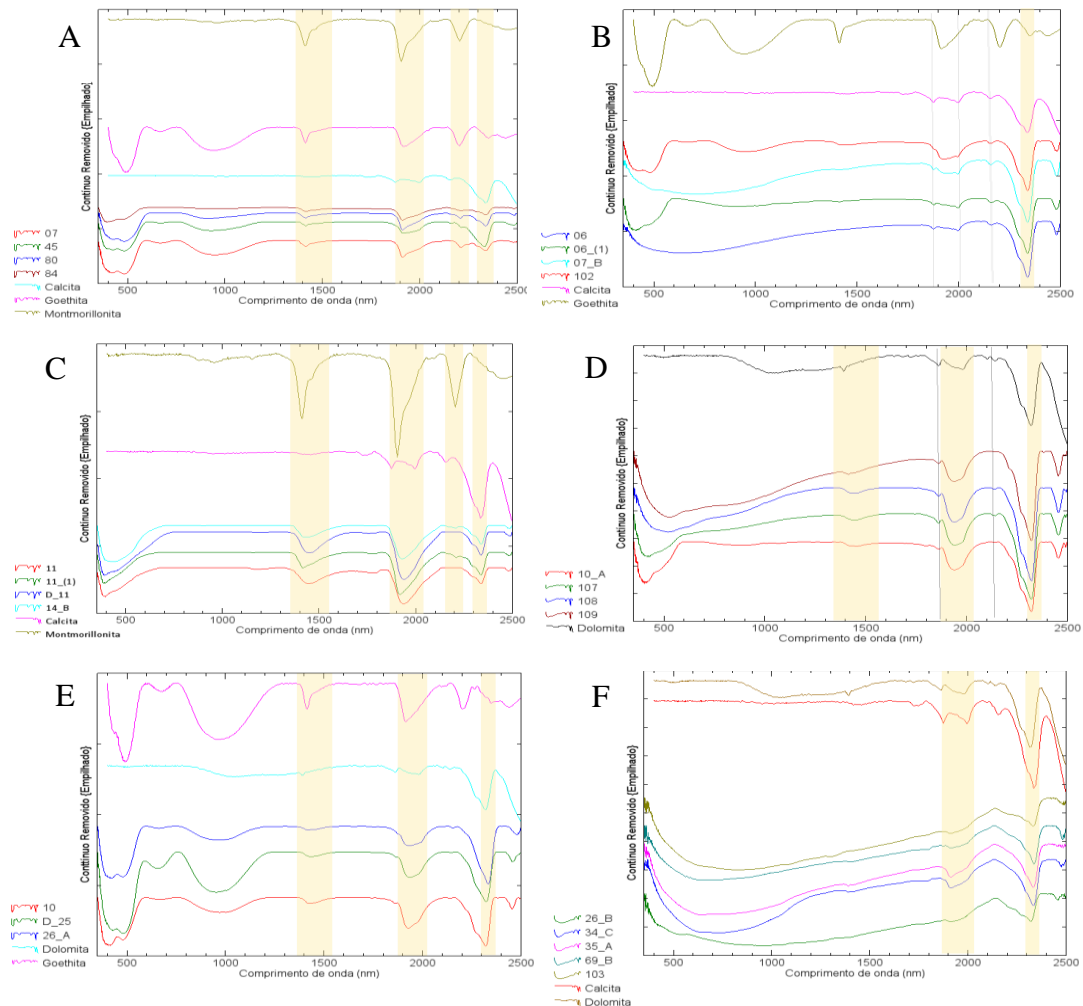 A
Contínuo Removido {Empilhado}
07
45
80
84
Calcita
Goethita
Montmorillonita
500 1000 1500 2000 2500
Comprimento de onda (nm)
B
500 1000 1500 2000 2500
Contínuo Removido {Empilhado}
06
06_(1)
07_B
102
Calcita
Goethita
500 1000 1500 2000 2500
Comprimento de onda (nm)
C
Contínuo Removido {Empilhado}
11
11_(1)
D_11
14_B
Calcita
Montmorillonita
500 1000 1500 2000 2500
Comprimento de onda (nm)
D
Contínuo Removido {Empilhado}
10_A
107
108
109
Dolomita
500 1000 1500 2000 2500
Comprimento de onda (nm)
E
Contínuo Removido {Empilhado}
10
D_25
26_A
Dolomita
Goethita
500 1000 1500 2000 2500
Comprimento de onda (nm)
F
Contínuo Removido {Empilhado}
26_B
34_C
35_A
69_B
103
Calcita
Dolomita
500 1000 1500 2000 2500
Comprimento de onda (nm)